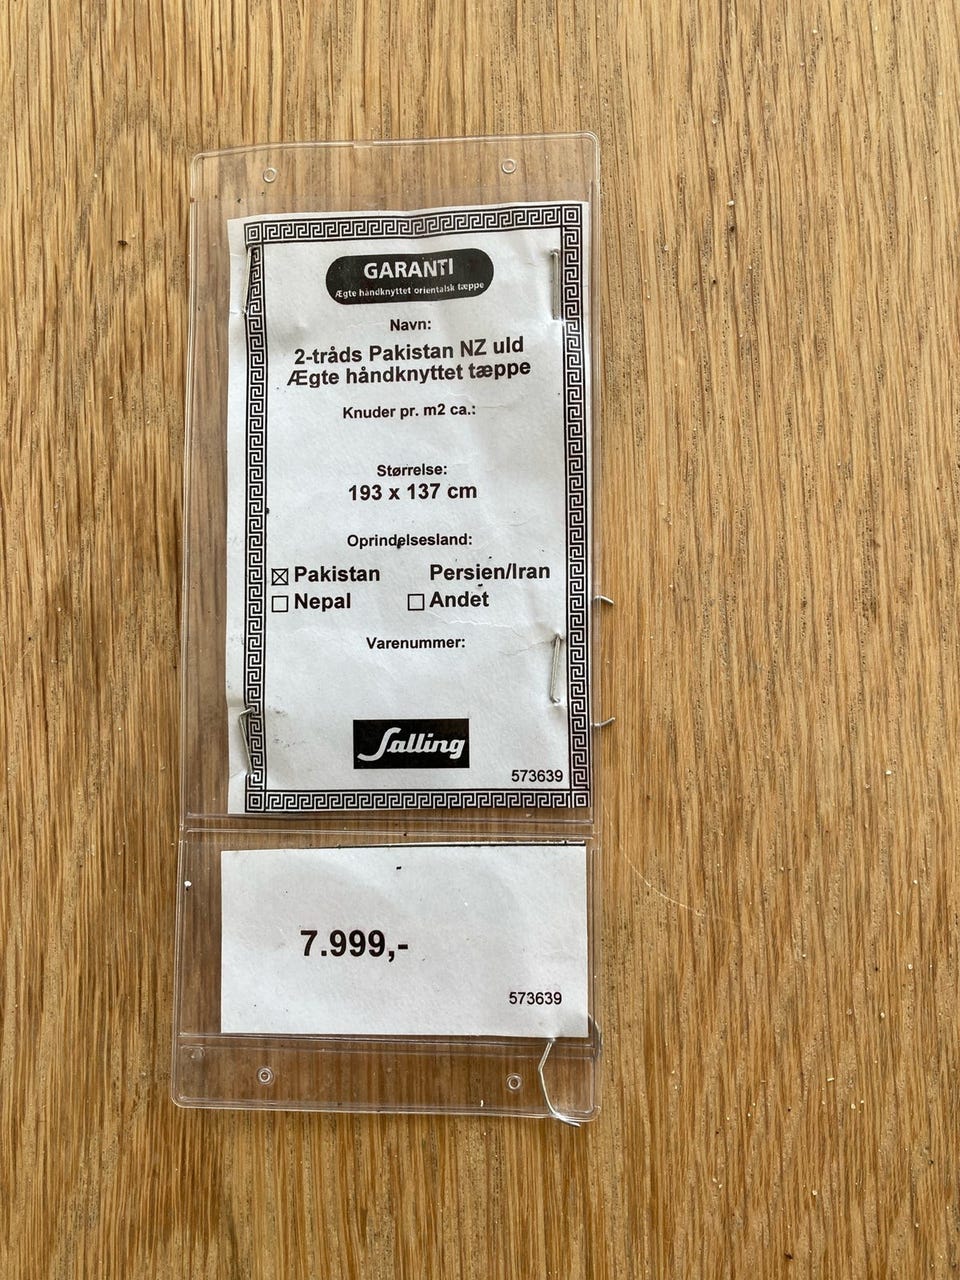 GARANTI
Ægte håndknyttet orientalsk tæppe
Navn:
2-tråds Pakistan NZ uld
Ægte håndknyttet tæppe
Knuder pr. m2 ca.:
Størrelse:
193 x 137 cm
Oprindelsesland:
☒ Pakistan Persien/Iran
☐ Nepal ☐ Andet
Varenummer:
Salling
573639
7.999,-
573639